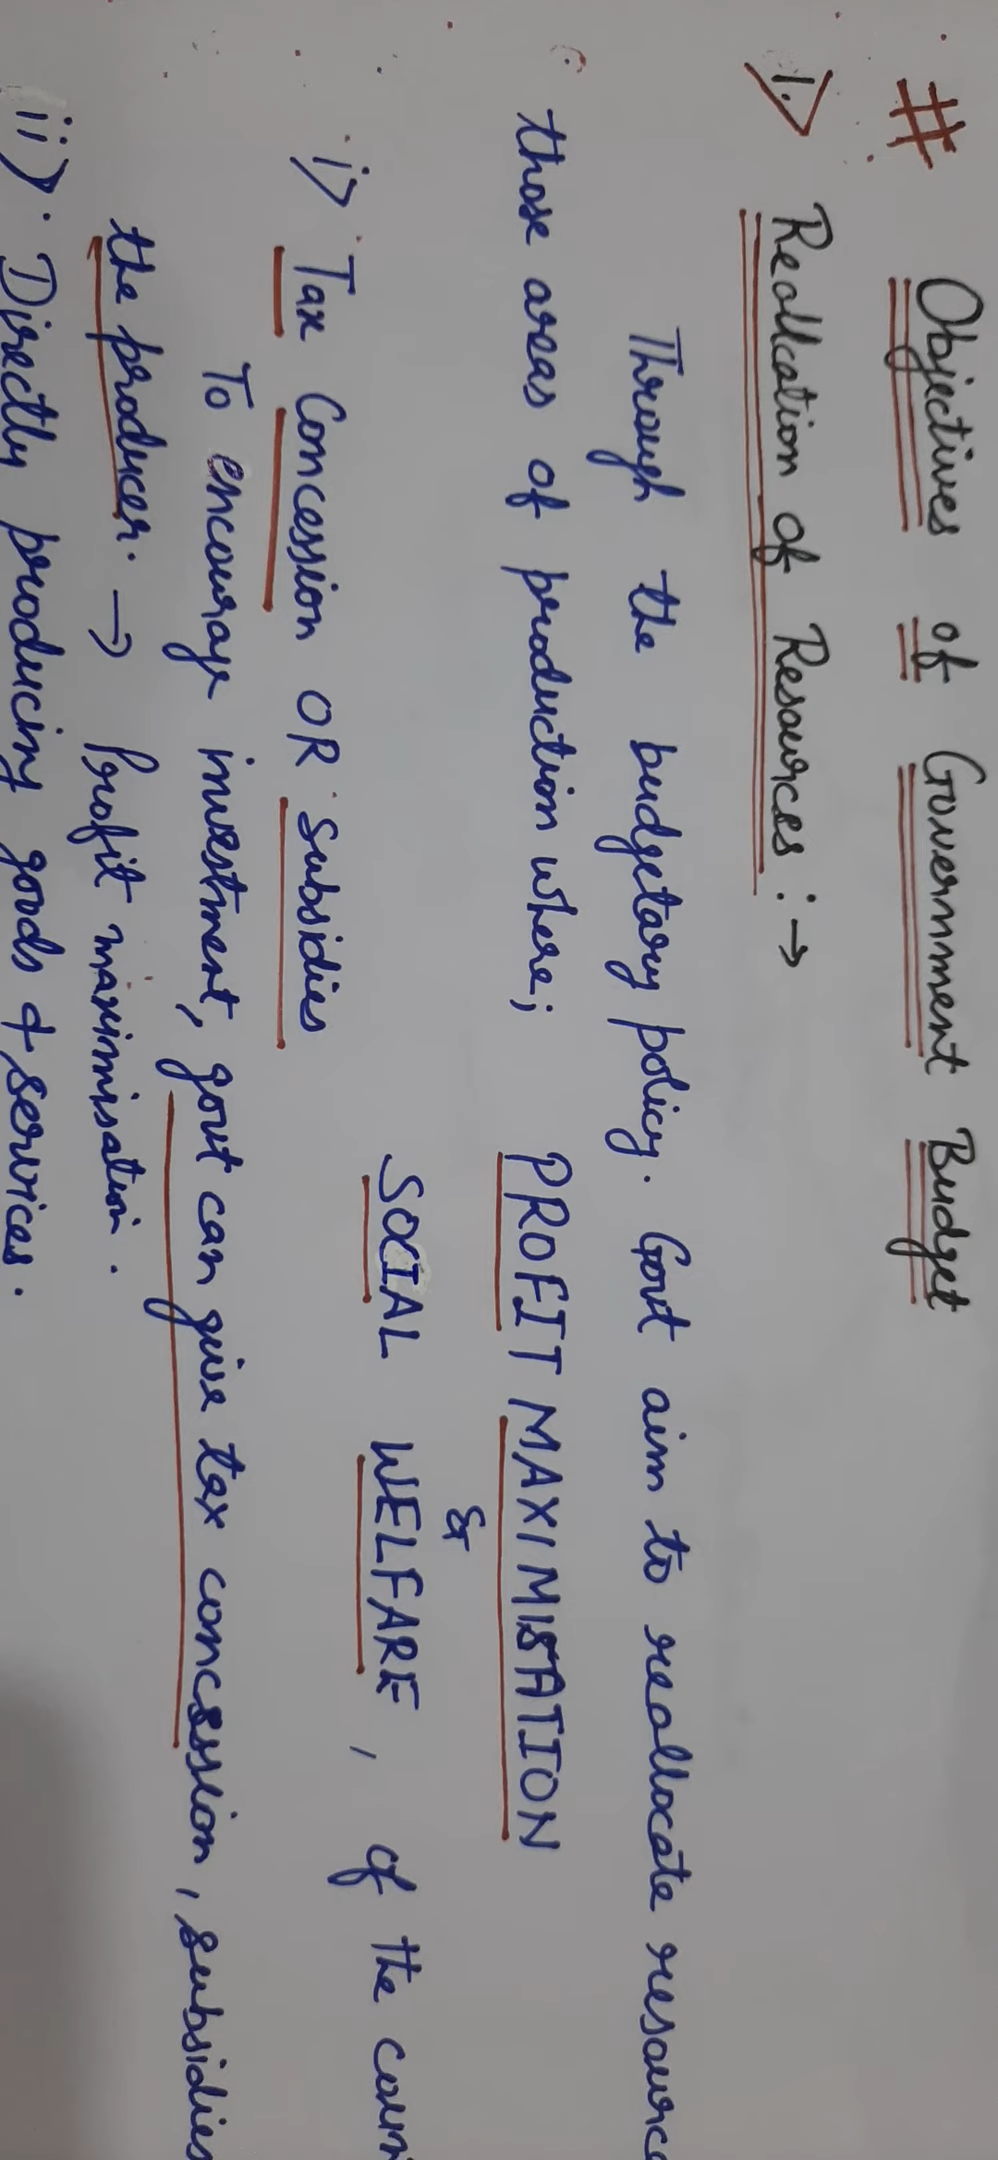 # Objectives of Government Budget
1.> Reallcation of Resources :→
Through the budgetary policy. Govt aim to reallocate resource
those areas of production where; PROFIT MAXIMISATION
&
SOCIAL WELFARE, of the coun
i> Tax Concession OR Subsidies
To encourage investment, govt can give tax concession, subsidies
the producer. → Profit maximisation.
ii>. Directly producing goods & services.